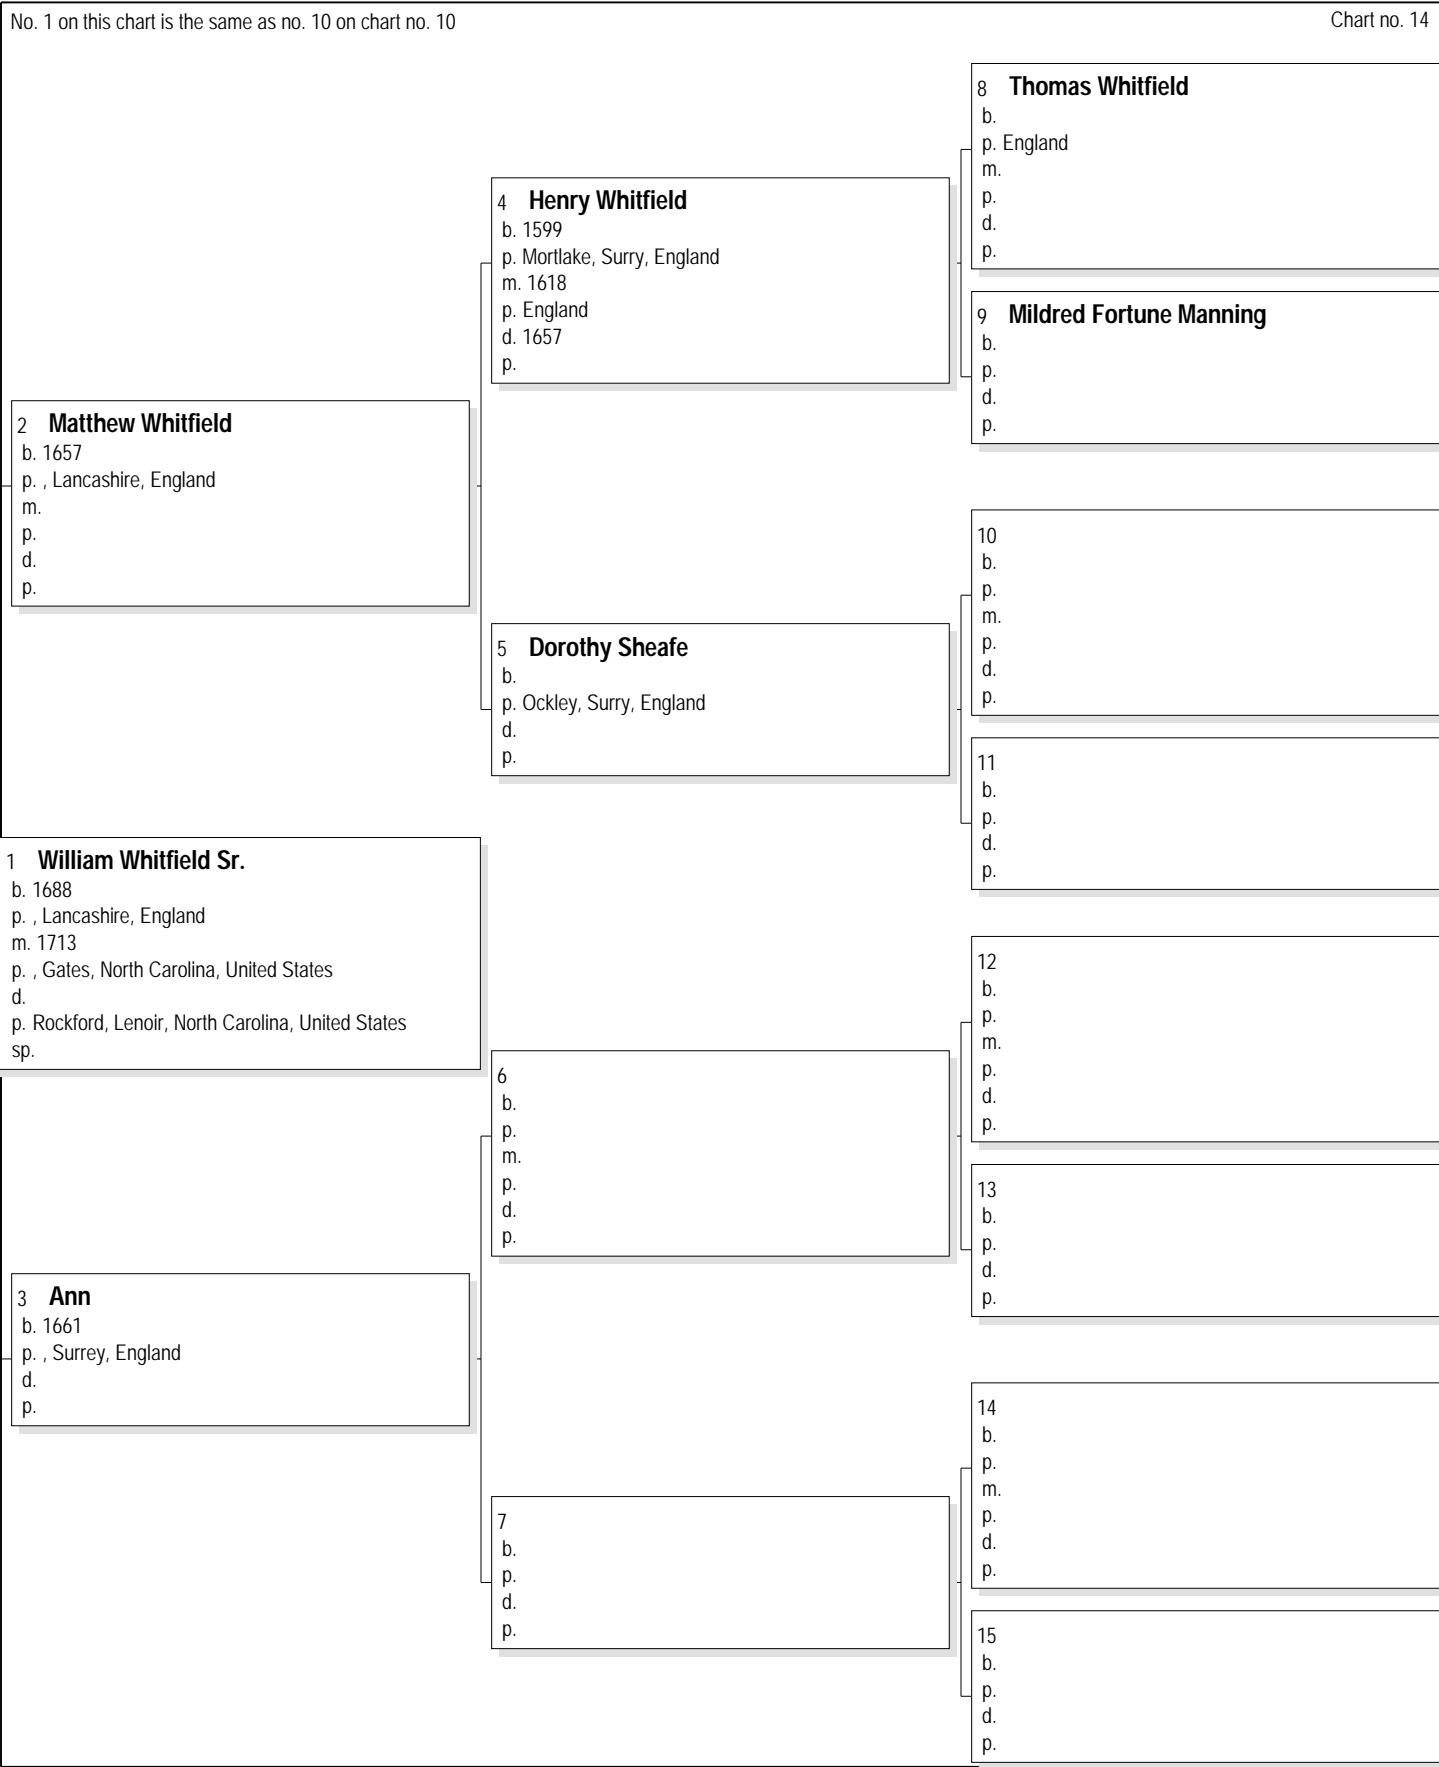 No. 1 on this chart is the same as no. 10 on chart no. 10
Chart no. 14
8 Thomas Whitfield
b.
p. England
m.
p.
d.
p.
4 Henry Whitfield
b. 1599
p. Mortlake, Surry, England
m. 1618
p. England
d. 1657
p.
9 Mildred Fortune Manning
b.
p.
d.
p.
2 Matthew Whitfield
b. 1657
p. , Lancashire, England
m.
p.
d.
p.
10
b.
p.
m.
p.
d.
p.
5 Dorothy Sheafe
b.
p. Ockley, Surry, England
d.
p.
11
b.
p.
d.
p.
1 William Whitfield Sr.
b. 1688
p. , Lancashire, England
m. 1713
p. , Gates, North Carolina, United States
d.
p. Rockford, Lenoir, North Carolina, United States
sp.
12
b.
p.
m.
p.
d.
p.
6
b.
p.
m.
p.
d.
p.
13
b.
p.
d.
p.
3 Ann
b. 1661
p. , Surrey, England
d.
p.
14
b.
p.
m.
p.
d.
p.
7
b.
p.
d.
p.
15
b.
p.
d.
p.